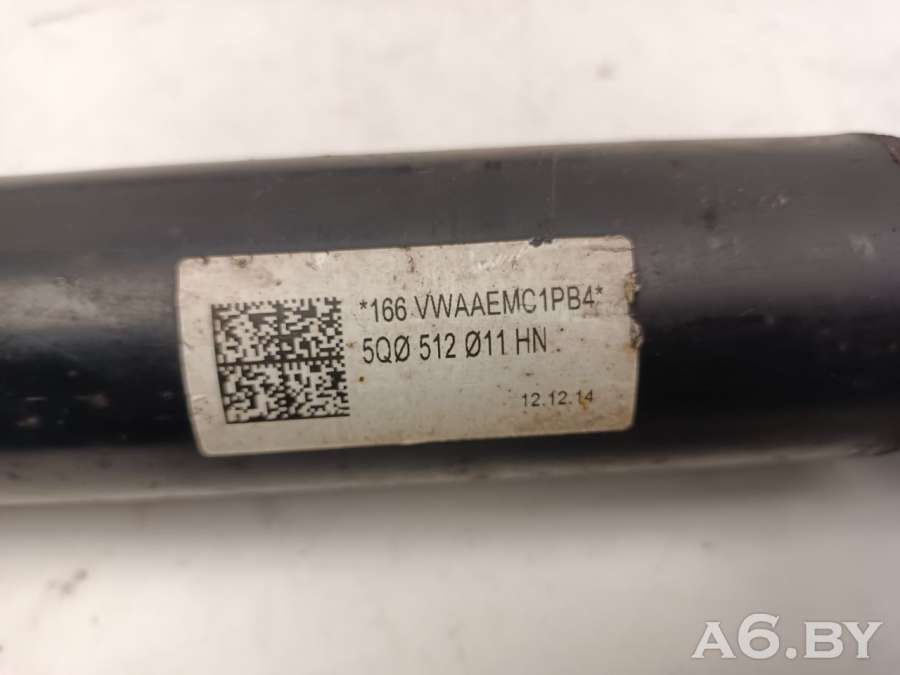 *166 VWAAEMC1PB4*
5QØ 512 Ø11 HN
12.12.14
A6.BY